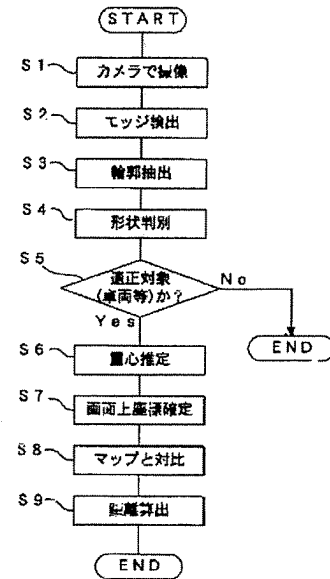 START
S1
カメラで撮像
S2
エッジ検出
S3
輪郭抽出
S4
形状判別
S5
適正対象
(車両等)か?
No
Yes
END
S6
重心推定
S7
画面上座標確定
S8
マップと対比
S9
距離算出
END